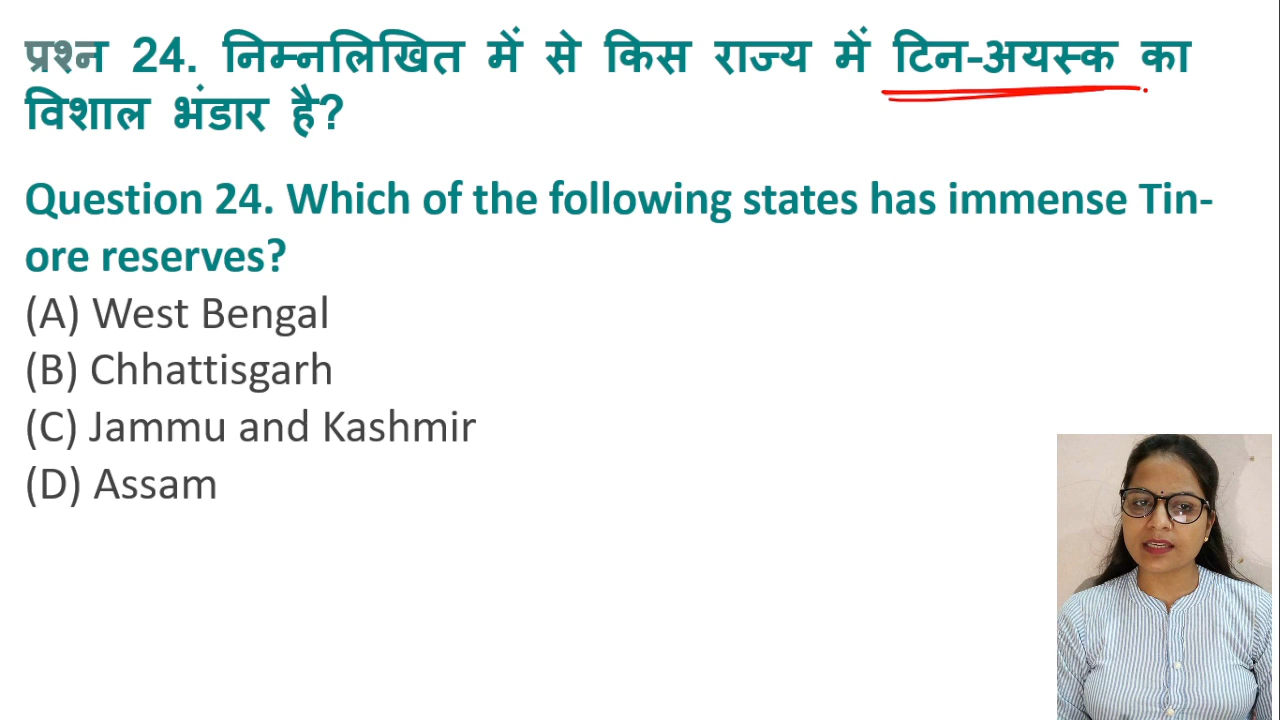 प्रश्न 24. निम्नलिखित में से किस राज्य में टिन-अयस्क का
विशाल भंडार है?
Question 24. Which of the following states has immense Tin-
ore reserves?
(A) West Bengal
(B) Chhattisgarh
(C) Jammu and Kashmir
(D) Assam